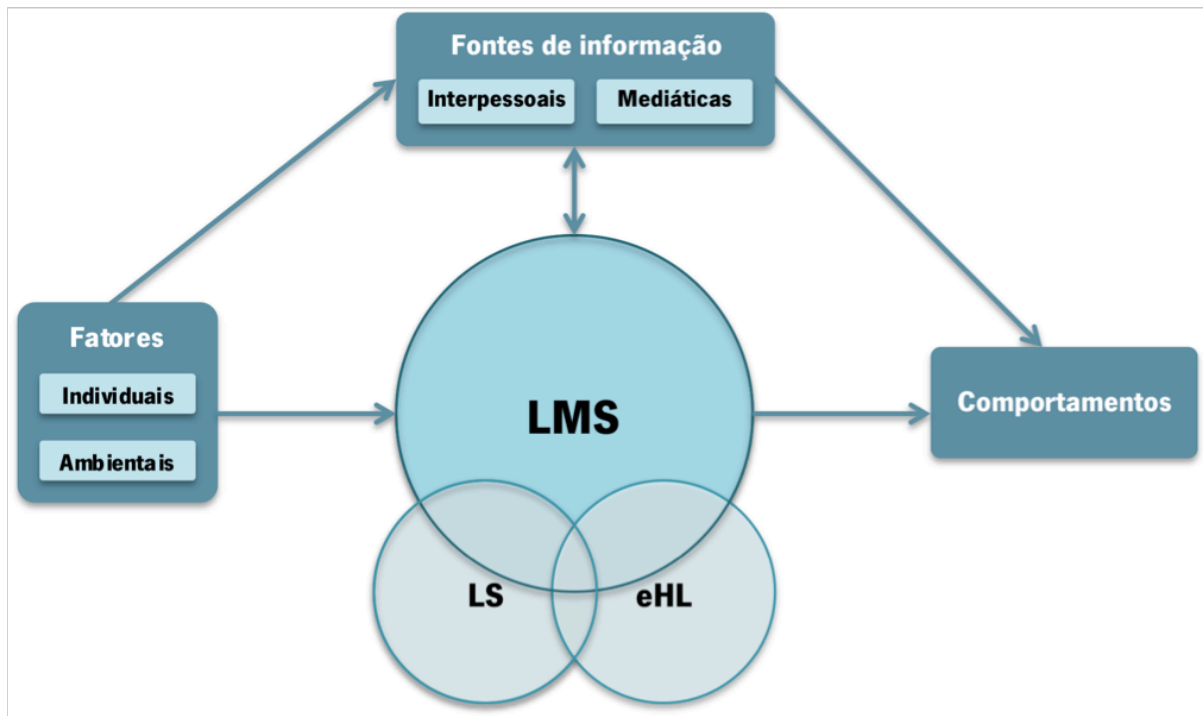 Fontes de informação
Interpessoais
Mediáticas
Fatores
Individuais
Ambientais
LMS
Comportamentos
LS
eHL